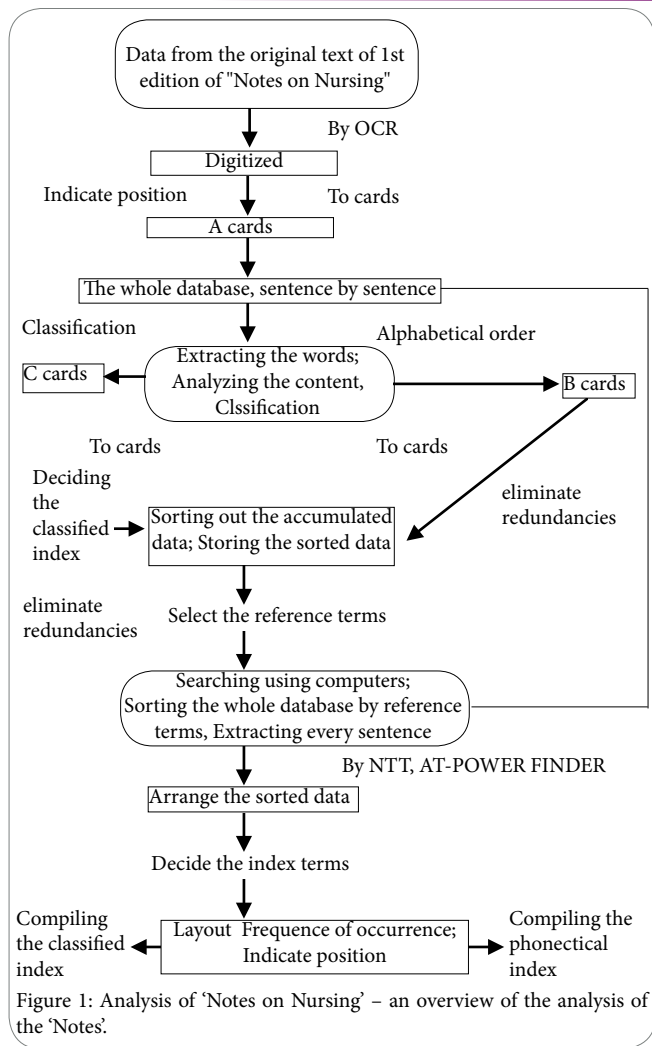 Data from the original text of 1st
edition of "Notes on Nursing"
By OCR
Digitized
Indicate position
To cards
A cards
The whole database, sentence by sentence
Classification
Alphabetical order
Extracting the words;
Analyzing the content,
Clssification
C cards
B cards
To cards
To cards
Deciding
the
classified
index
eliminate
redundancies
Sorting out the accumulated
data; Storing the sorted data
eliminate
redundancies
Select the reference terms
Searching using computers;
Sorting the whole database by reference
terms, Extracting every sentence
By NTT, AT-POWER FINDER
Arrange the sorted data
Decide the index terms
Compiling
the classified
index
Layout Frequence of occurrence;
Indicate position
Compiling the
phonectical
index
Figure 1: Analysis of ‘Notes on Nursing’ – an overview of the analysis of
the ‘Notes’.